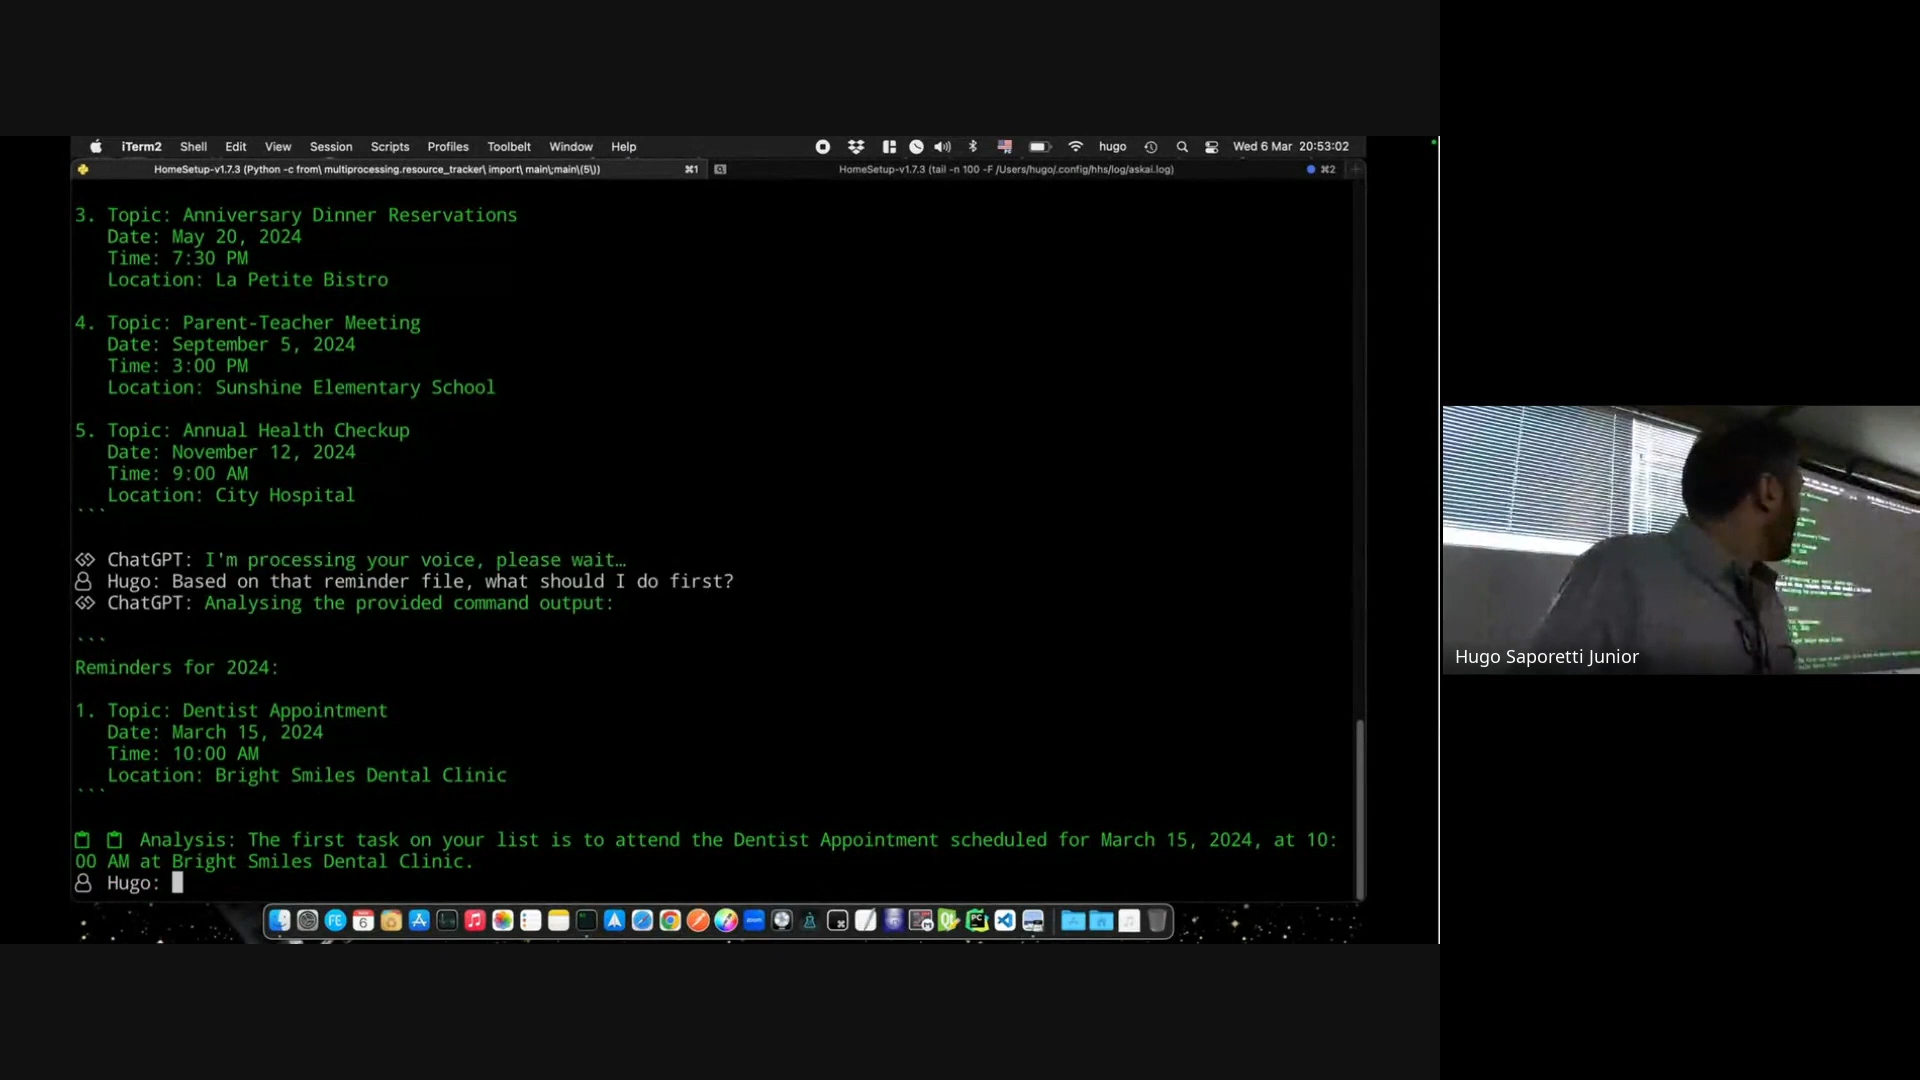 iTerm2 Shell Edit View Session Scripts Profiles Toolbelt Window Help hugo Wed 6 Mar 20:53:02
HomeSetup-v1.7.3 (Python -c from\ multiprocessing.resource_tracker\ import\ main\;main\(5\)) ⌘1 HomeSetup-v1.7.3 (tail -n 100 -F /Users/hugo/.config/hhs/log/askai.log) ⌘2
3. Topic: Anniversary Dinner Reservations
Date: May 20, 2024
Time: 7:30 PM
Location: La Petite Bistro
4. Topic: Parent-Teacher Meeting
Date: September 5, 2024
Time: 3:00 PM
Location: Sunshine Elementary School
5. Topic: Annual Health Checkup
Date: November 12, 2024
Time: 9:00 AM
Location: City Hospital
```
ChatGPT: I'm processing your voice, please wait…
Hugo: Based on that reminder file, what should I do first?
ChatGPT: Analysing the provided command output:
```
Reminders for 2024:
1. Topic: Dentist Appointment
Date: March 15, 2024
Time: 10:00 AM
Location: Bright Smiles Dental Clinic
```
Analysis: The first task on your list is to attend the Dentist Appointment scheduled for March 15, 2024, at 10:
00 AM at Bright Smiles Dental Clinic.
Hugo:
Hugo Saporetti Junior